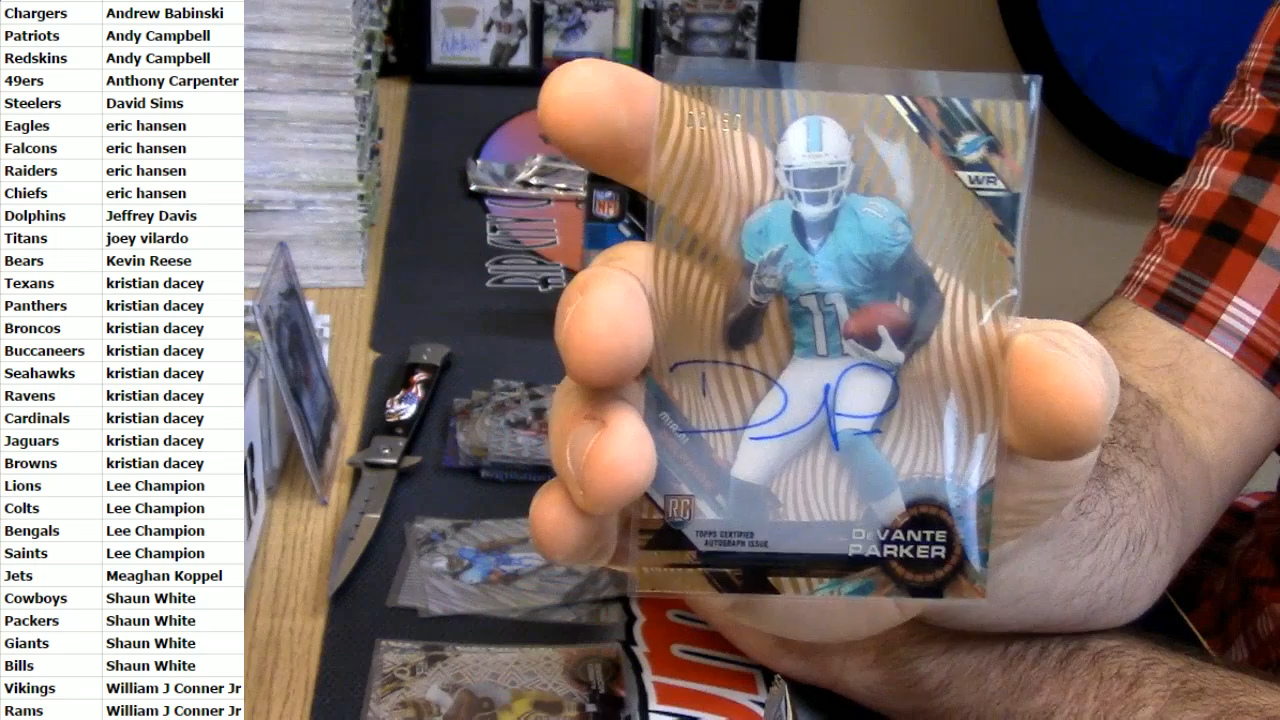 Chargers Andrew Babinski
Patriots Andy Campbell
Redskins Andy Campbell
49ers Anthony Carpenter
Steelers David Sims
Eagles eric hansen
Falcons eric hansen
Raiders eric hansen
Chiefs eric hansen
Dolphins Jeffrey Davis
Titans joey vilardo
Bears Kevin Reese
Texans kristian dacey
Panthers kristian dacey
Broncos kristian dacey
Buccaneers kristian dacey
Seahawks kristian dacey
Ravens kristian dacey
Cardinals kristian dacey
Jaguars kristian dacey
Browns kristian dacey
Lions Lee Champion
Colts Lee Champion
Bengals Lee Champion
Saints Lee Champion
Jets Meaghan Koppel
Cowboys Shaun White
Packers Shaun White
Giants Shaun White
Bills Shaun White
Vikings William J Conner Jr
Rams William J Conner Jr
WR
NFL
11
11
DP
RC
TOPPS CERTIFIED
AUTOGRAPH ISSUE
DeVANTE
PARKER